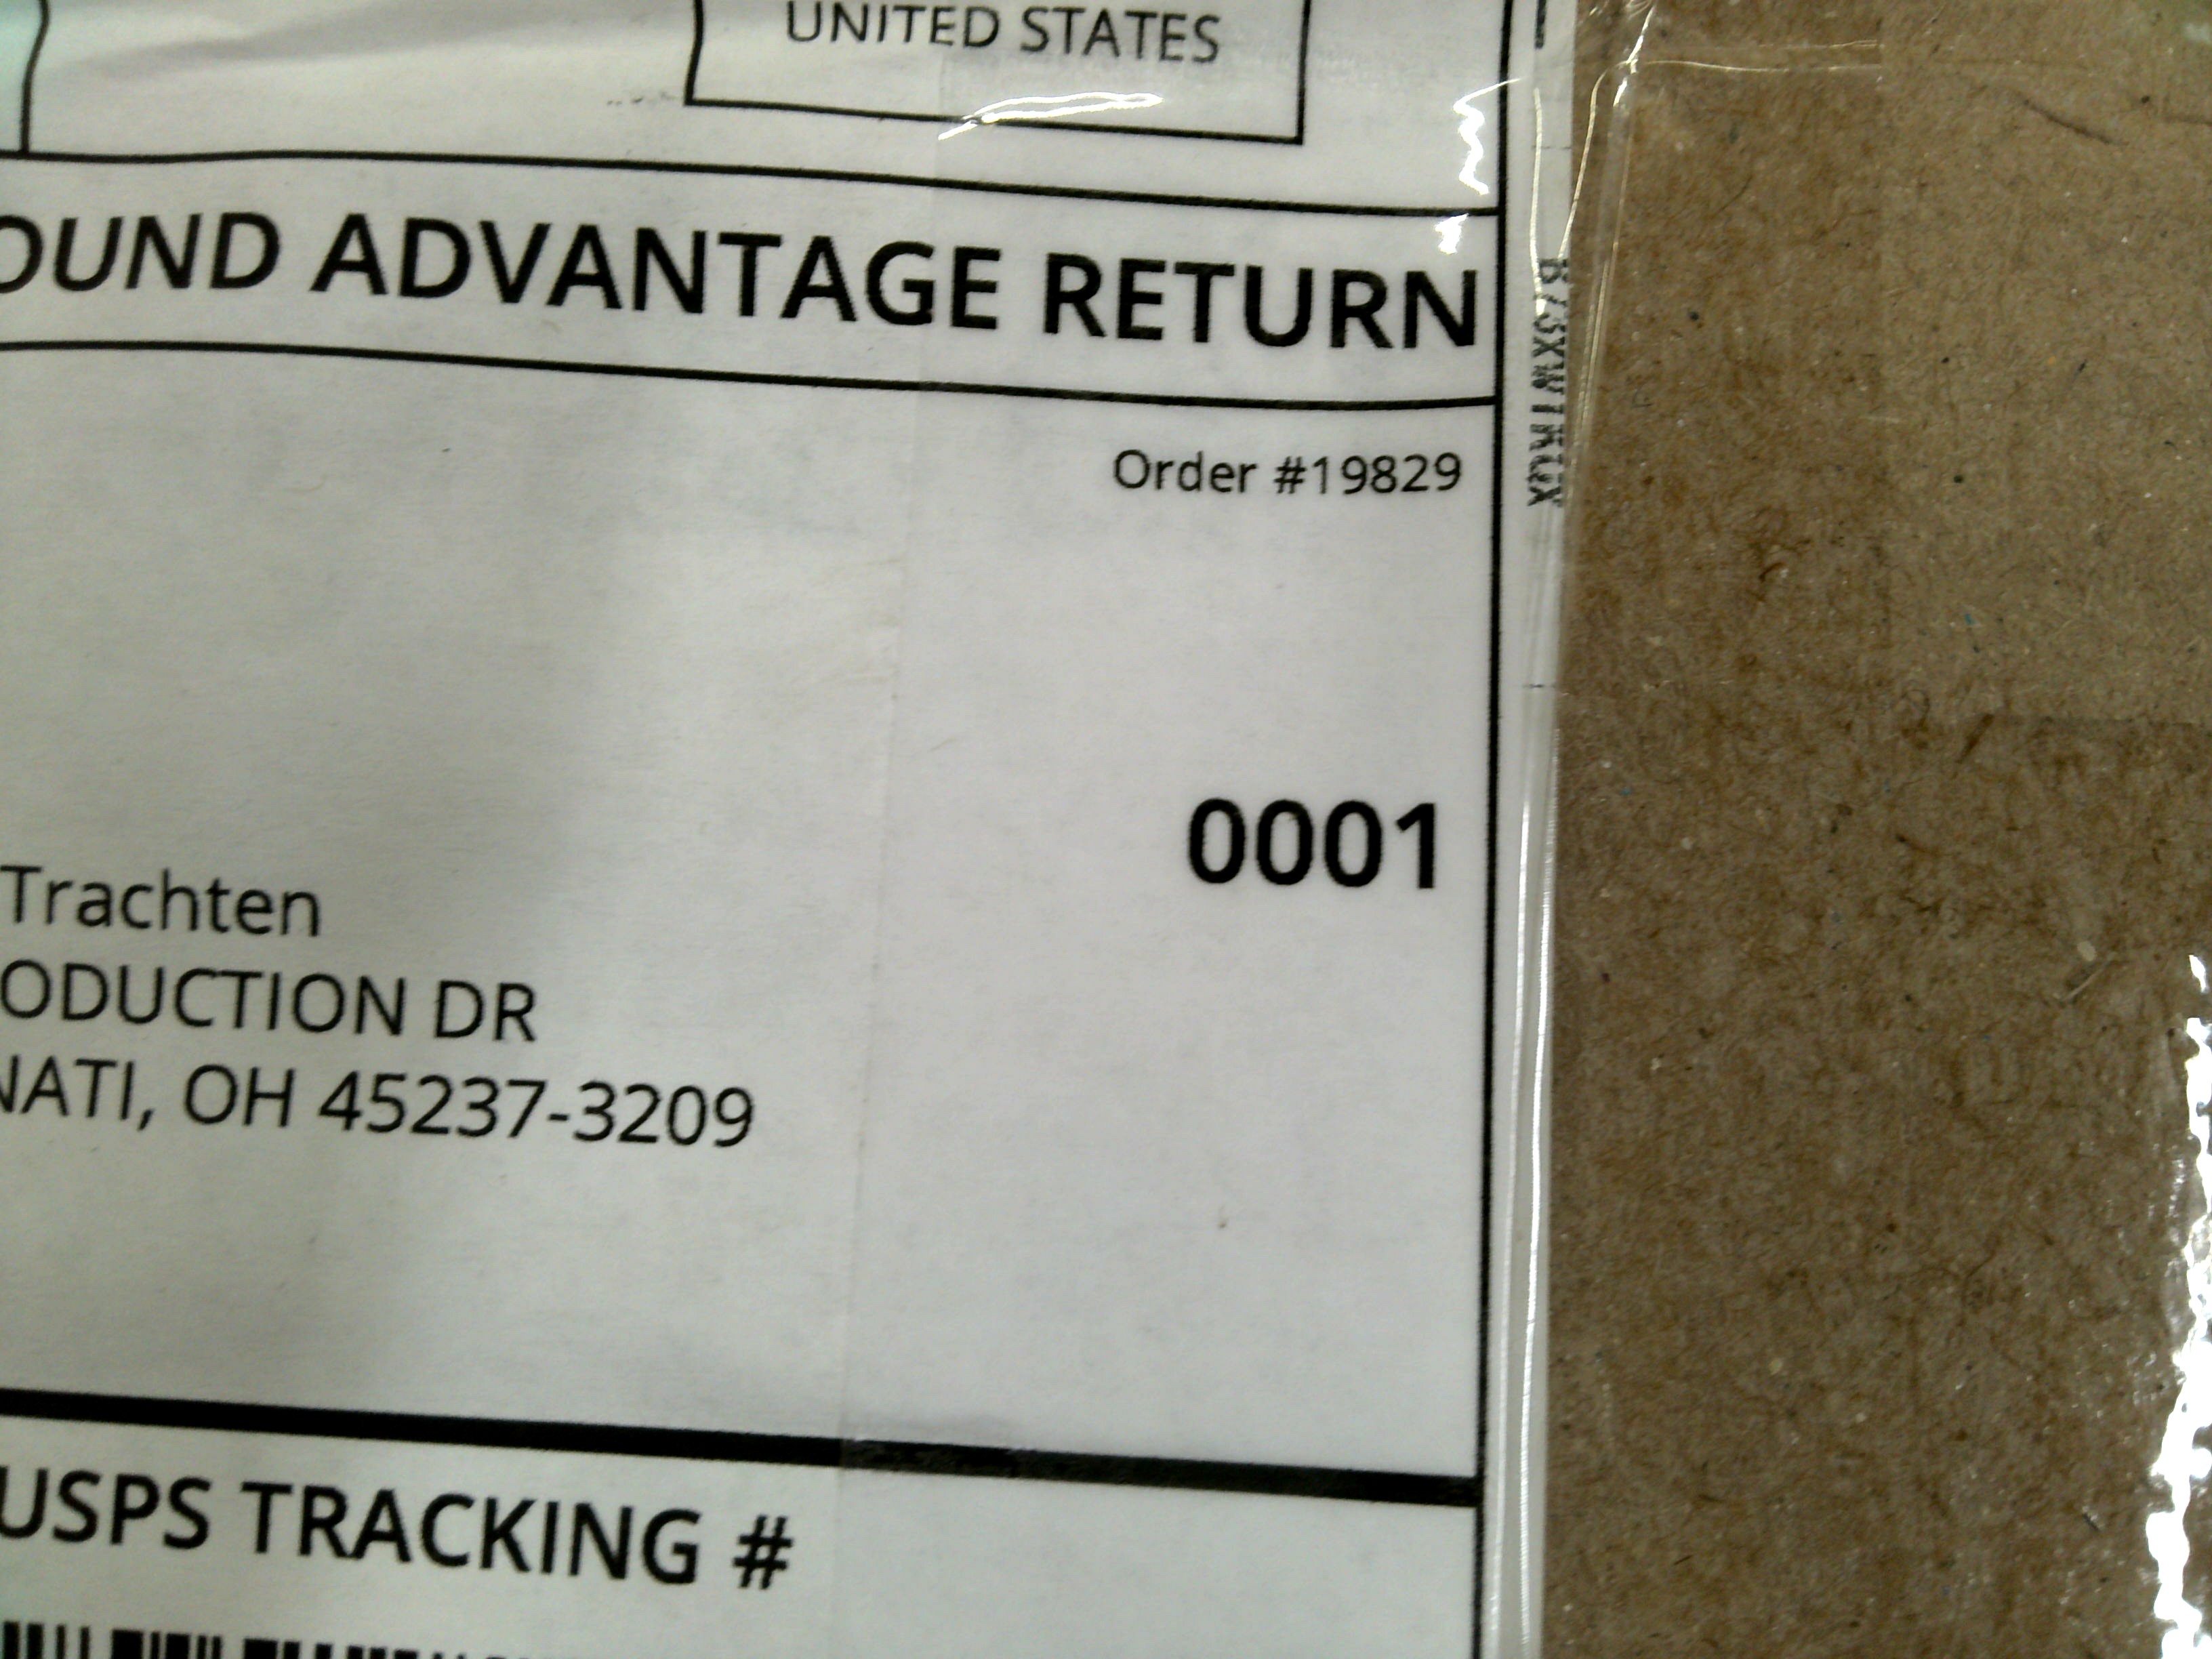 UNITED STATES
OUND ADVANTAGE RETURN
Order #19829
0001
Trachten
ODUCTION DR
NATI, OH 45237-3209
USPS TRACKING #